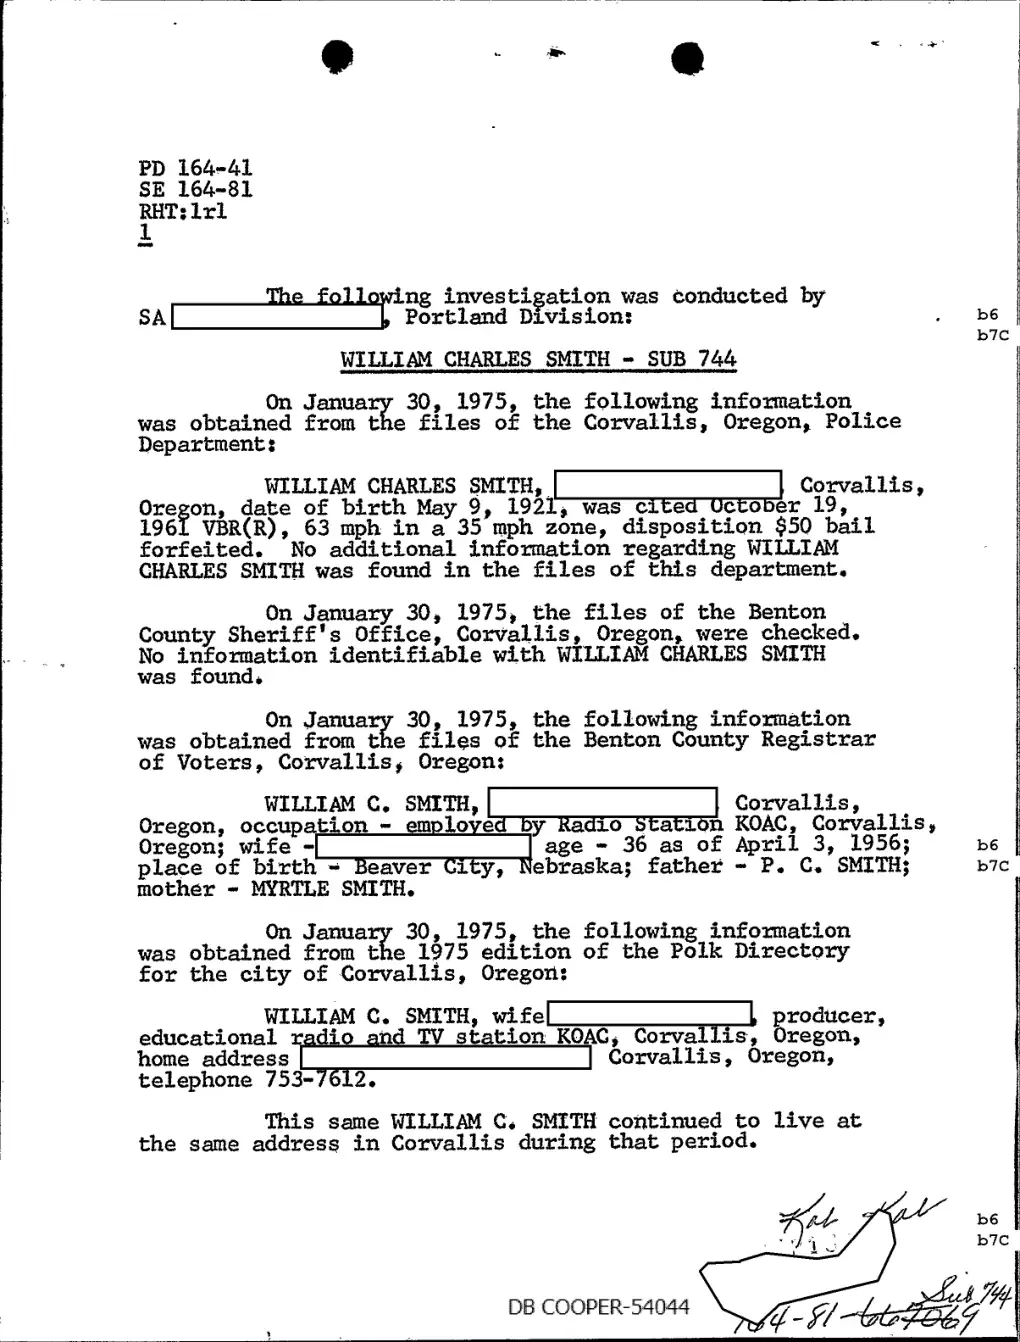 PD 164-41
SE 164-81
RHT:lrl
1
The following investigation was conducted by
SA , Portland Division:
b6
b7C
WILLIAM CHARLES SMITH - SUB 744
On January 30, 1975, the following information
was obtained from the files of the Corvallis, Oregon, Police
Department:
WILLIAM CHARLES SMITH, Corvallis,
Oregon, date of birth May 9, 1921, was cited October 19,
1961 VBR(R), 63 mph in a 35 mph zone, disposition $50 bail
forfeited. No additional information regarding WILLIAM
CHARLES SMITH was found in the files of this department.
On January 30, 1975, the files of the Benton
County Sheriff's Office, Corvallis, Oregon, were checked.
No information identifiable with WILLIAM CHARLES SMITH
was found.
On January 30, 1975, the following information
was obtained from the files of the Benton County Registrar
of Voters, Corvallis, Oregon:
WILLIAM C. SMITH, Corvallis,
Oregon, occupation - employed by Radio Station KOAC, Corvallis,
Oregon; wife - age - 36 as of April 3, 1956;
b6
place of birth - Beaver City, Nebraska; father - P. C. SMITH;
b7C
mother - MYRTLE SMITH.
On January 30, 1975, the following information
was obtained from the 1975 edition of the Polk Directory
for the city of Corvallis, Oregon:
WILLIAM C. SMITH, wife , producer,
educational radio and TV station KOAC, Corvallis, Oregon,
home address Corvallis, Oregon,
telephone 753-7612.
This same WILLIAM C. SMITH continued to live at
the same address in Corvallis during that period.
b6
b7C
Sub 744
DB COOPER-54044
164-81-